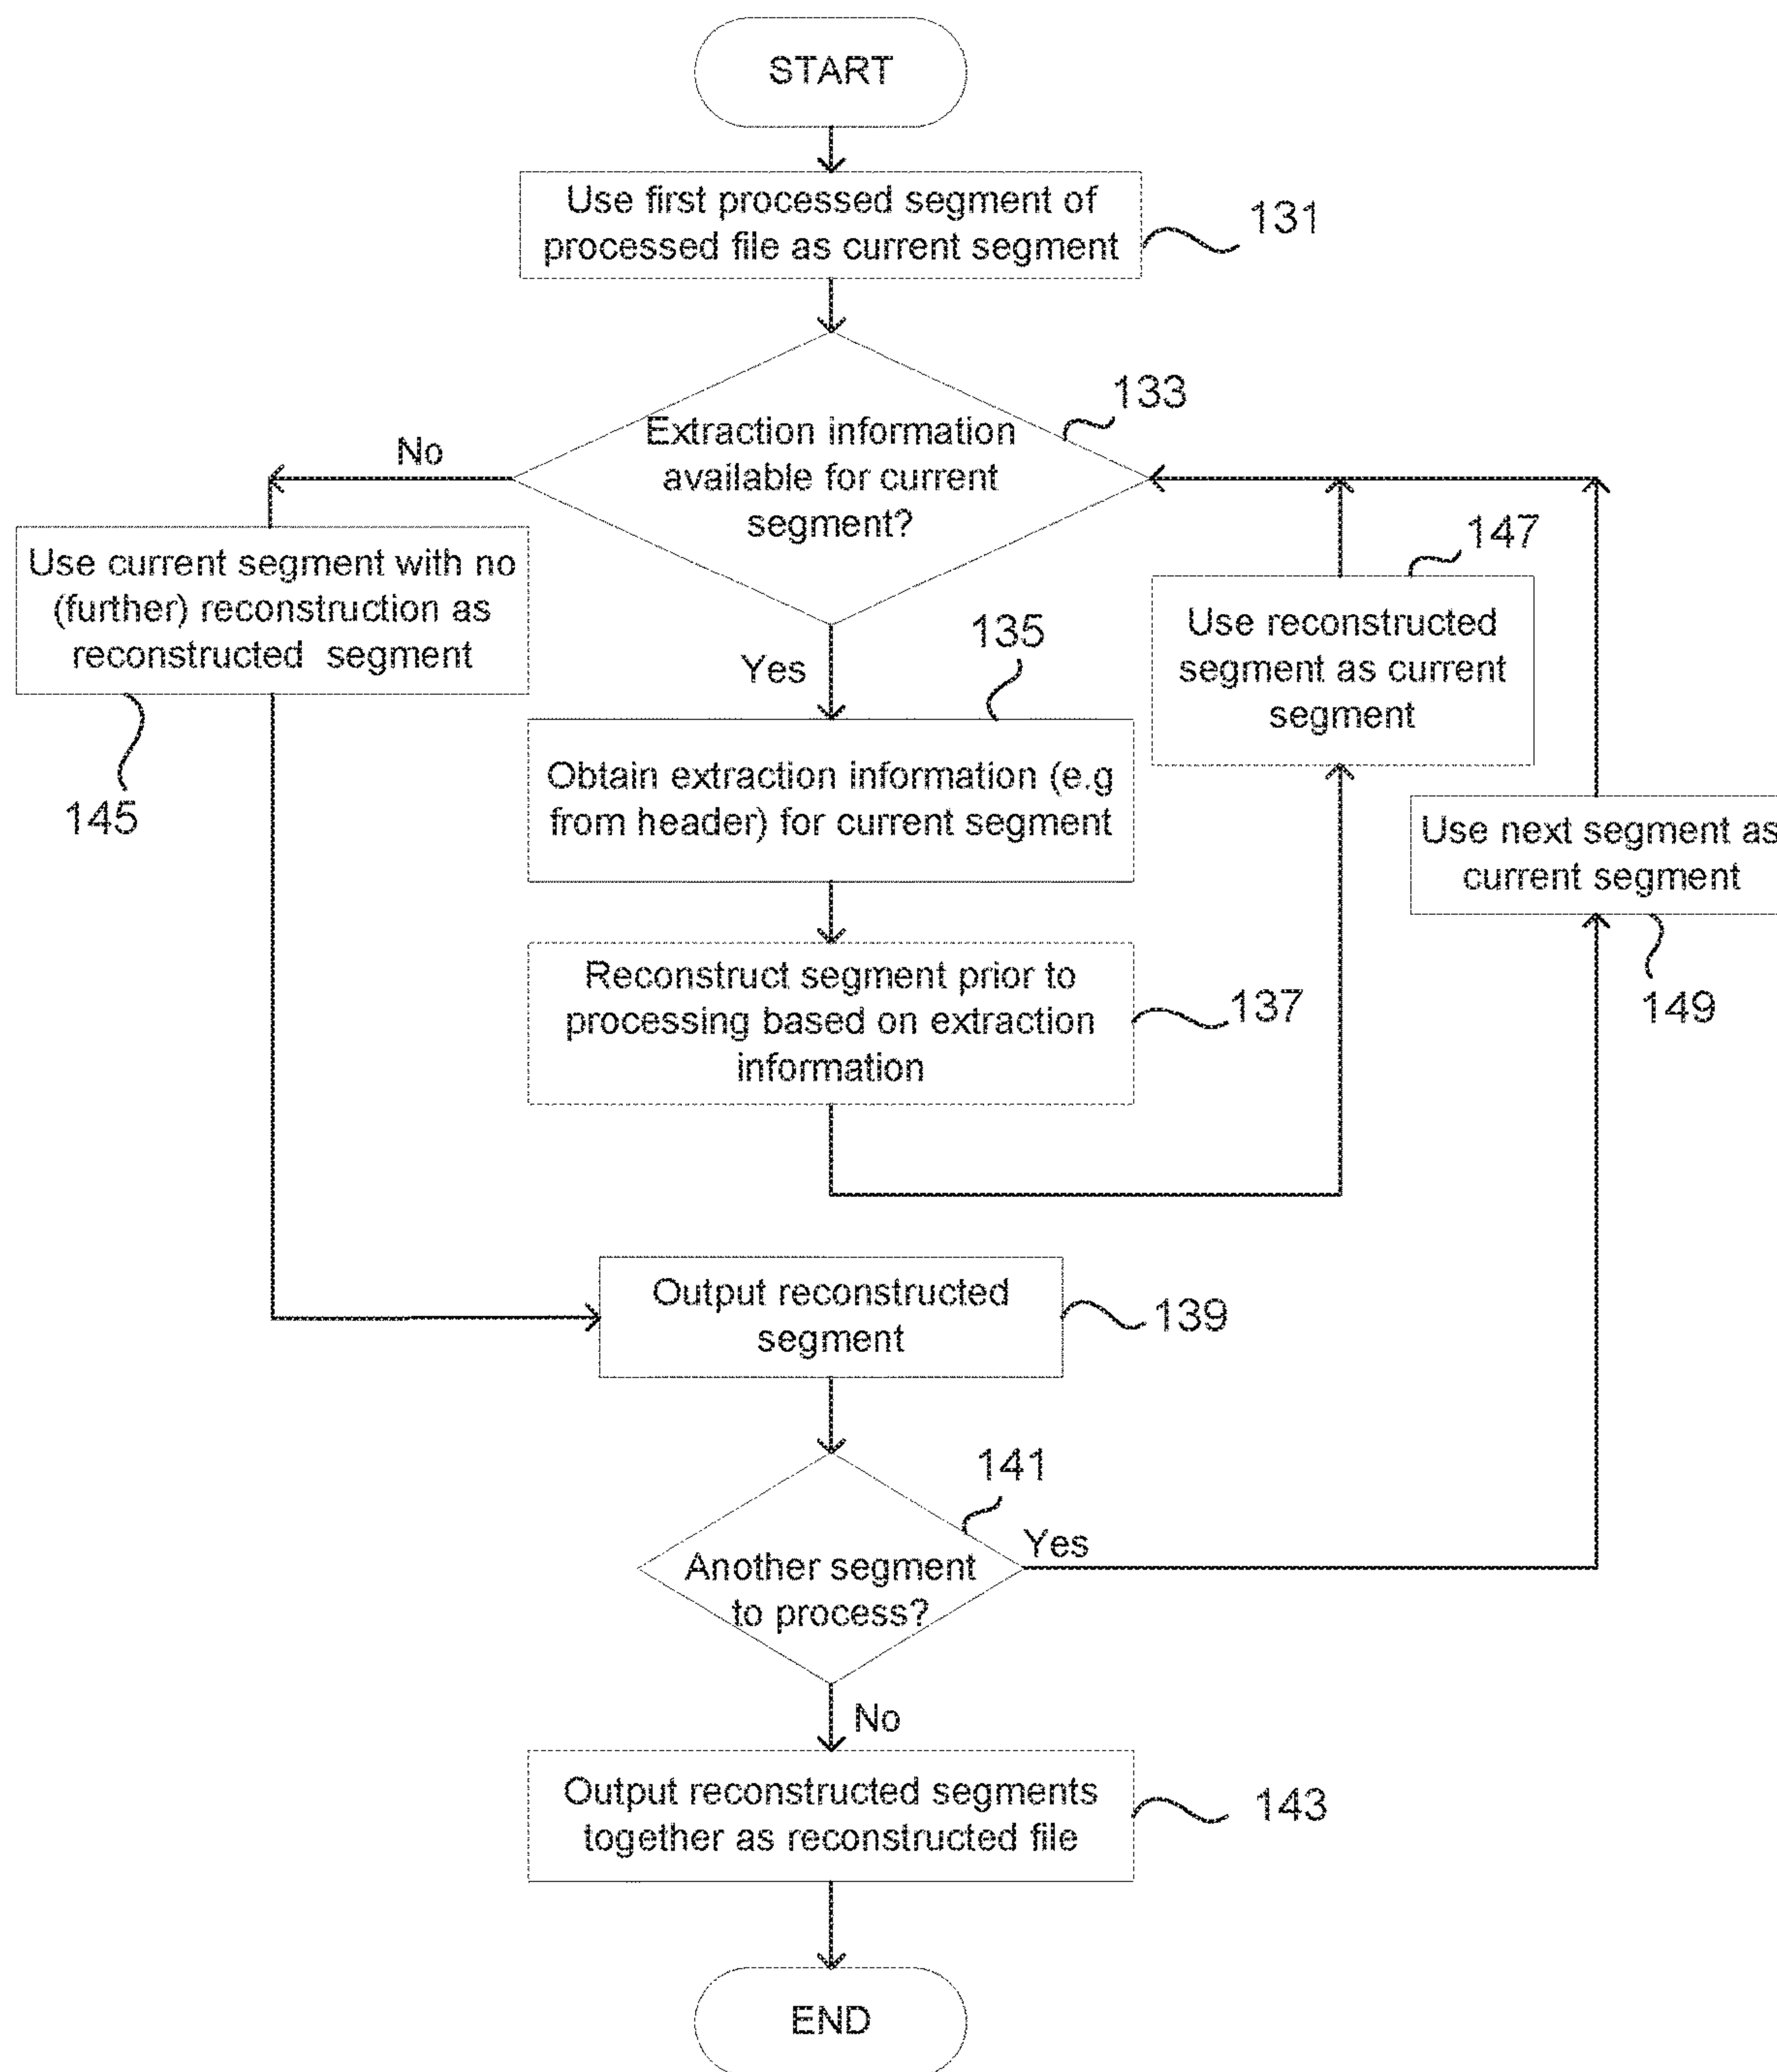 START
Use first processed segment of
processed file as current segment
131
133
Extraction information
available for current
segment?
No
Use current segment with no
(further) reconstruction as
reconstructed segment
145
Yes
135
147
Use reconstructed
segment as current
segment
Obtain extraction information (e.g
from header) for current segment
Use next segment as
current segment
149
Reconstruct segment prior to
processing based on extraction
information
137
Output reconstructed
segment
139
141
Another segment
to process?
Yes
No
Output reconstructed segments
together as reconstructed file
143
END